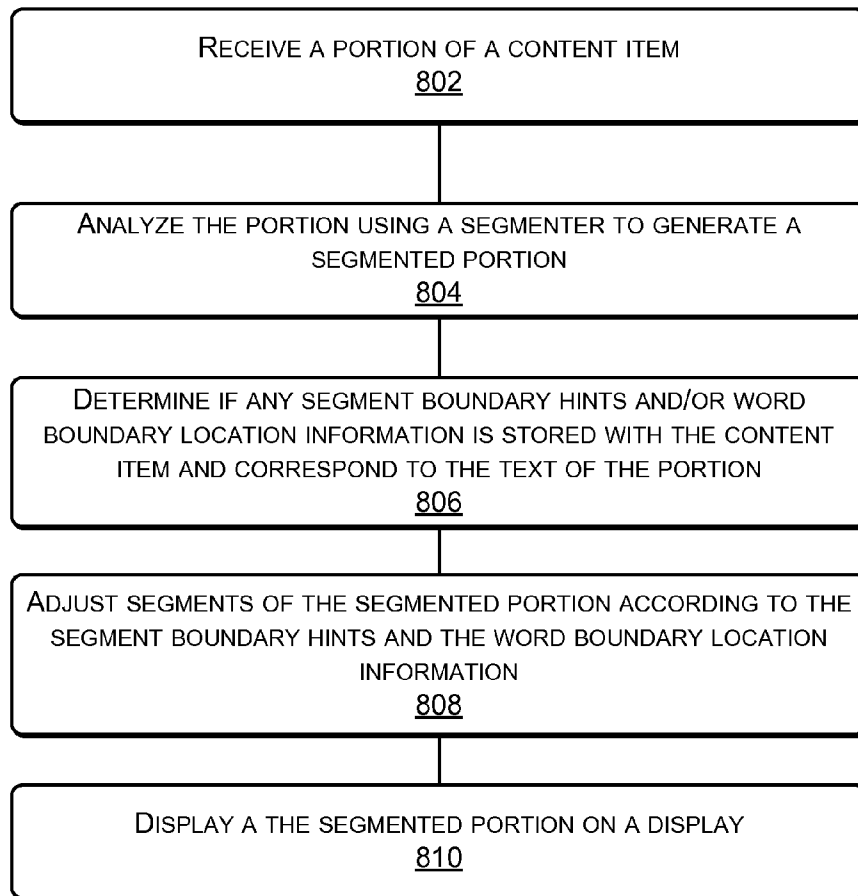 RECEIVE A PORTION OF A CONTENT ITEM
802
ANALYZE THE PORTION USING A SEGMENTER TO GENERATE A
SEGMENTED PORTION
804
DETERMINE IF ANY SEGMENT BOUNDARY HINTS AND/OR WORD
BOUNDARY LOCATION INFORMATION IS STORED WITH THE CONTENT
ITEM AND CORRESPOND TO THE TEXT OF THE PORTION
806
ADJUST SEGMENTS OF THE SEGMENTED PORTION ACCORDING TO THE
SEGMENT BOUNDARY HINTS AND THE WORD BOUNDARY LOCATION
INFORMATION
808
DISPLAY A THE SEGMENTED PORTION ON A DISPLAY
810